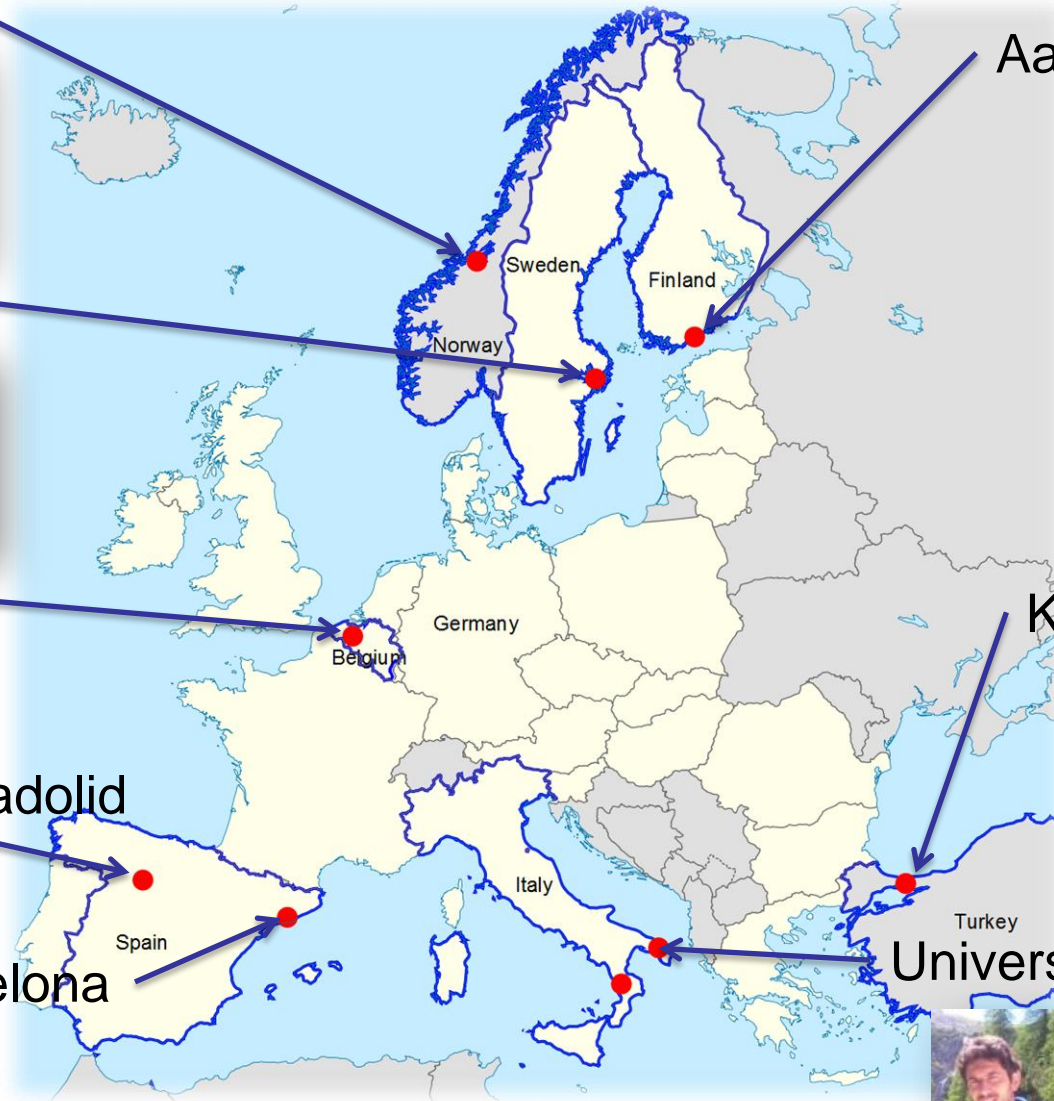 Aa
Sweden
Finland
Norway
K
Germany
Belgium
adolid
Italy
Turkey
Spain
Univers
elona